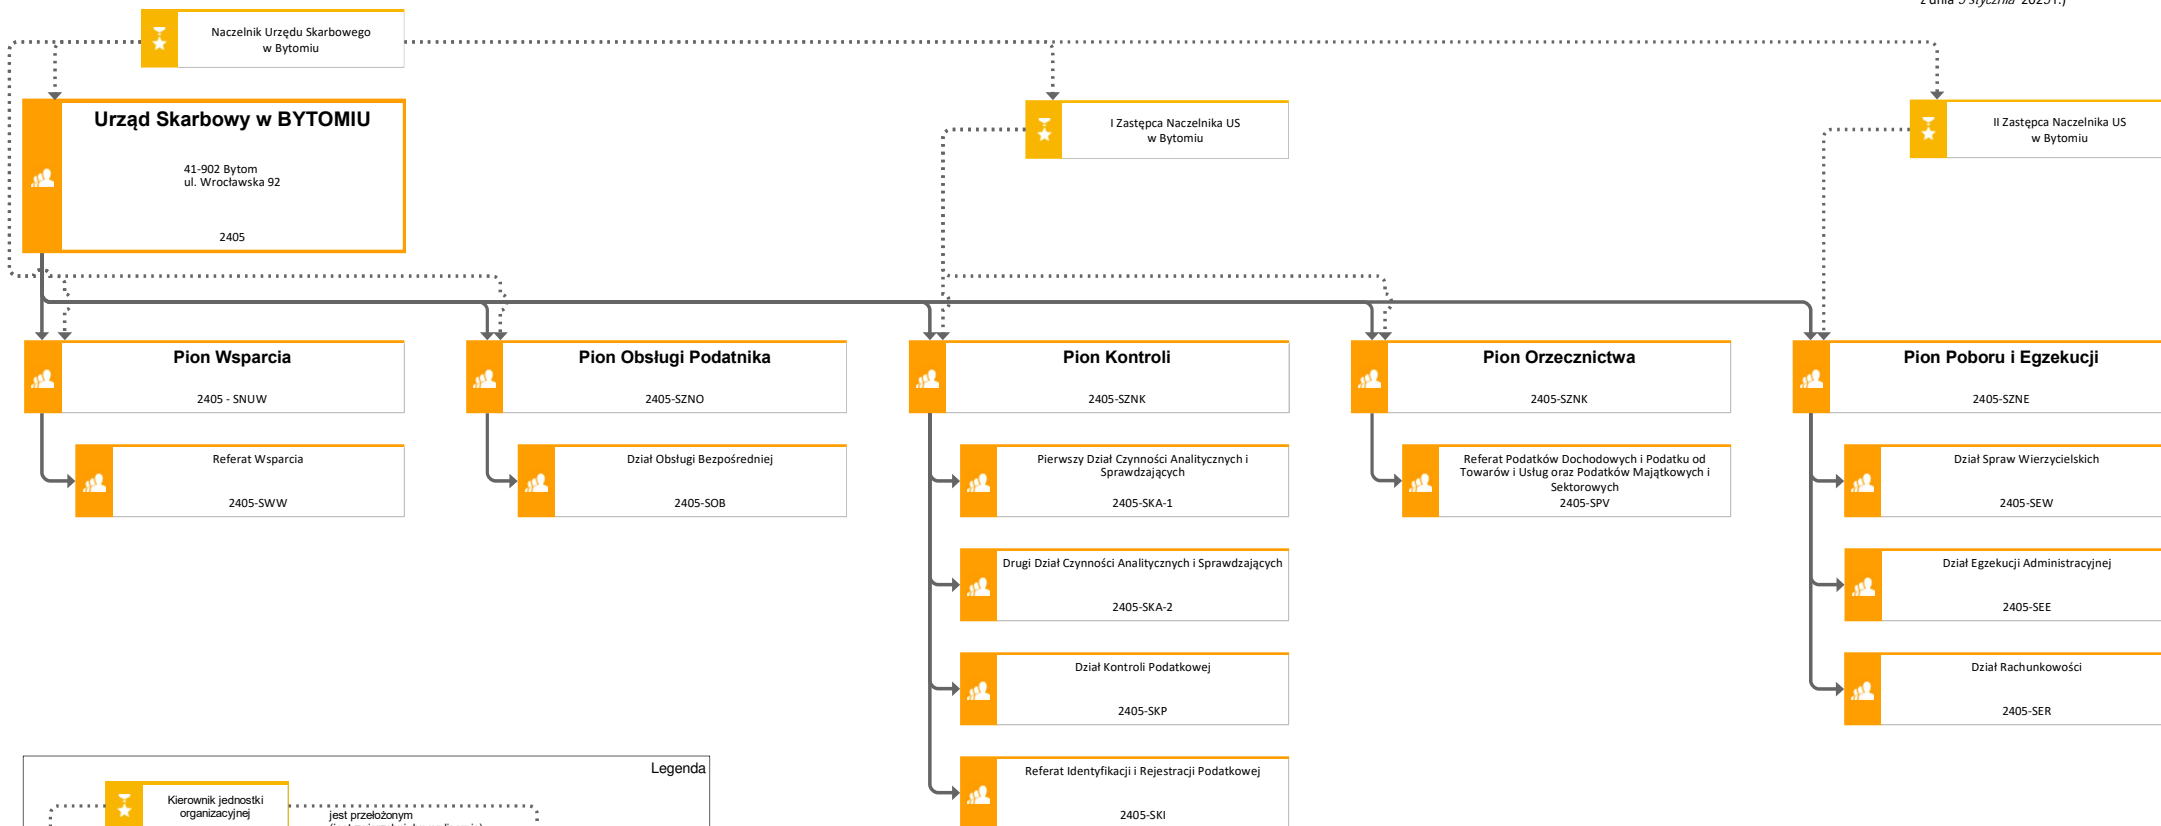 z dnia 3 stycznia 2023 r.)
Naczelnik Urzędu Skarbowego
w Bytomiu
Urząd Skarbowy w BYTOMIU
41-902 Bytom
ul. Wrocławska 92
2405
I Zastępca Naczelnika US
w Bytomiu
II Zastępca Naczelnika US
w Bytomiu
Pion Wsparcia
2405 - SNUW
Pion Obsługi Podatnika
2405-SZNO
Pion Kontroli
2405-SZNK
Pion Orzecznictwa
2405-SZNK
Pion Poboru i Egzekucji
2405-SZNE
Referat Wsparcia
2405-SWW
Dział Obsługi Bezpośredniej
2405-SOB
Pierwszy Dział Czynności Analitycznych i
Sprawdzających
2405-SKA-1
Referat Podatków Dochodowych i Podatku od
Towarów i Usług oraz Podatków Majątkowych i
Sektorowych
2405-SPV
Dział Spraw Wierzycielskich
2405-SEW
Drugi Dział Czynności Analitycznych i Sprawdzających
2405-SKA-2
Dział Egzekucji Administracyjnej
2405-SEE
Dział Kontroli Podatkowej
2405-SKP
Dział Rachunkowości
2405-SER
Referat Identyfikacji i Rejestracji Podatkowej
2405-SKI
Legenda
Kierownik jednostki
organizacyjnej
jest przełożonym